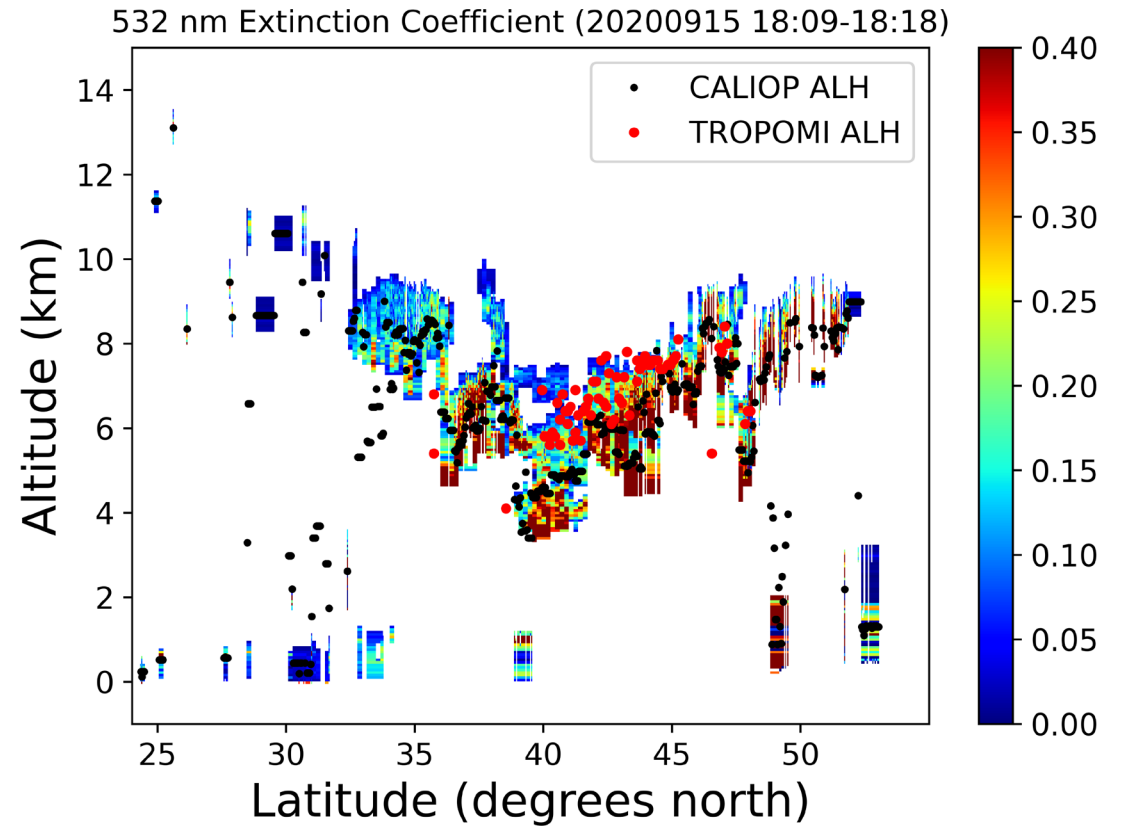 532 nm Extinction Coefficient (20200915 18:09-18:18)
CALIOP ALH
TROPOMI ALH
Altitude (km)
14
12
10
8
6
4
2
0
25 30 35 40 45 50
Latitude (degrees north)
0.40
0.35
0.30
0.25
0.20
0.15
0.10
0.05
0.00